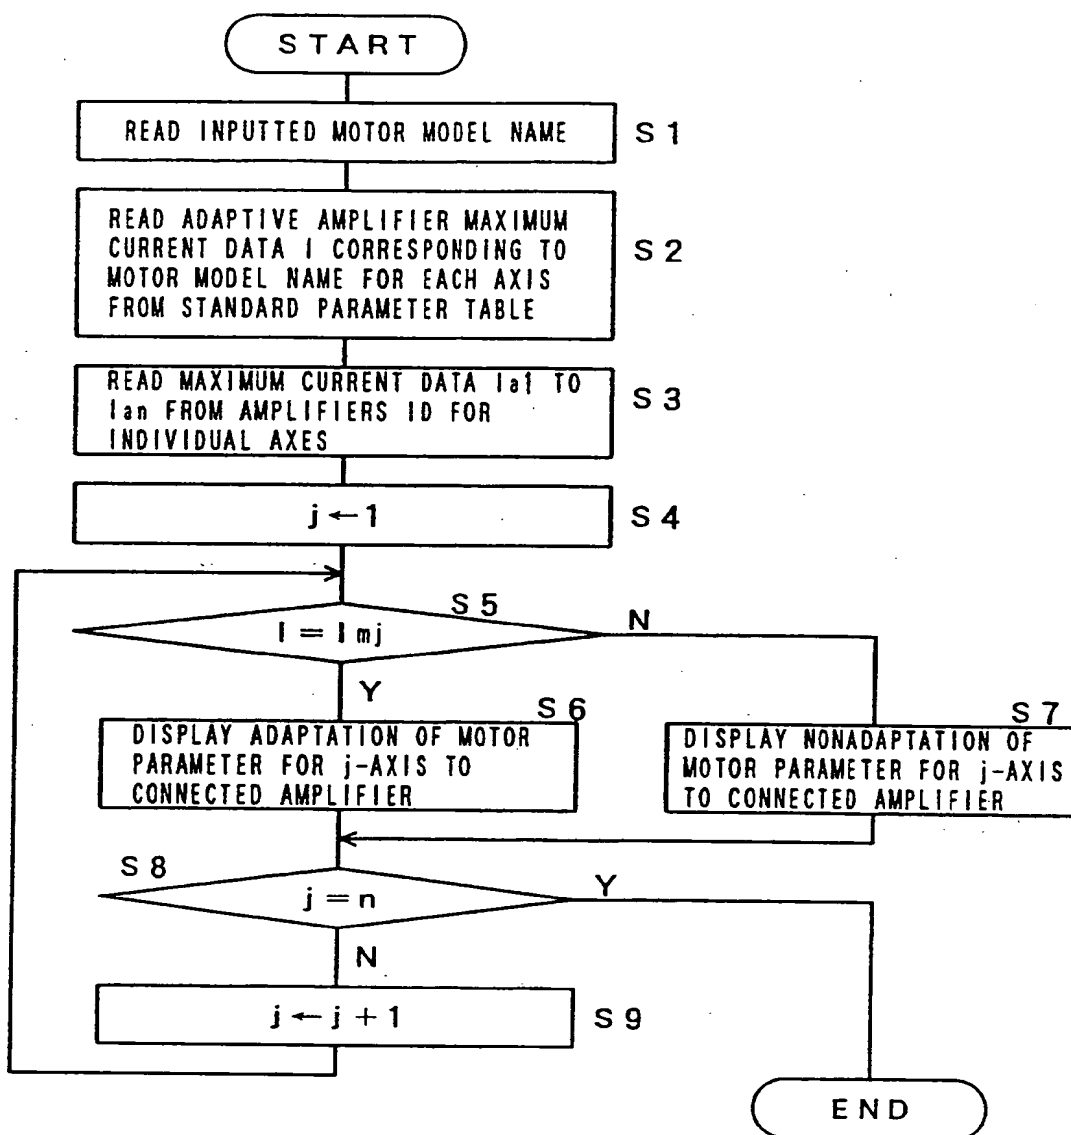 START
READ INPUTTED MOTOR MODEL NAME
S1
READ ADAPTIVE AMPLIFIER MAXIMUM
CURRENT DATA I CORRESPONDING TO
MOTOR MODEL NAME FOR EACH AXIS
FROM STANDARD PARAMETER TABLE
S2
READ MAXIMUM CURRENT DATA Ia1 TO
Ian FROM AMPLIFIERS ID FOR
INDIVIDUAL AXES
S3
j ← 1
S4
S5
I = Imj
N
Y
S6
DISPLAY ADAPTATION OF MOTOR
PARAMETER FOR j-AXIS TO
CONNECTED AMPLIFIER
S7
DISPLAY NONADAPTATION OF
MOTOR PARAMETER FOR j-AXIS
TO CONNECTED AMPLIFIER
S8
j = n
Y
N
j ← j + 1
S9
END